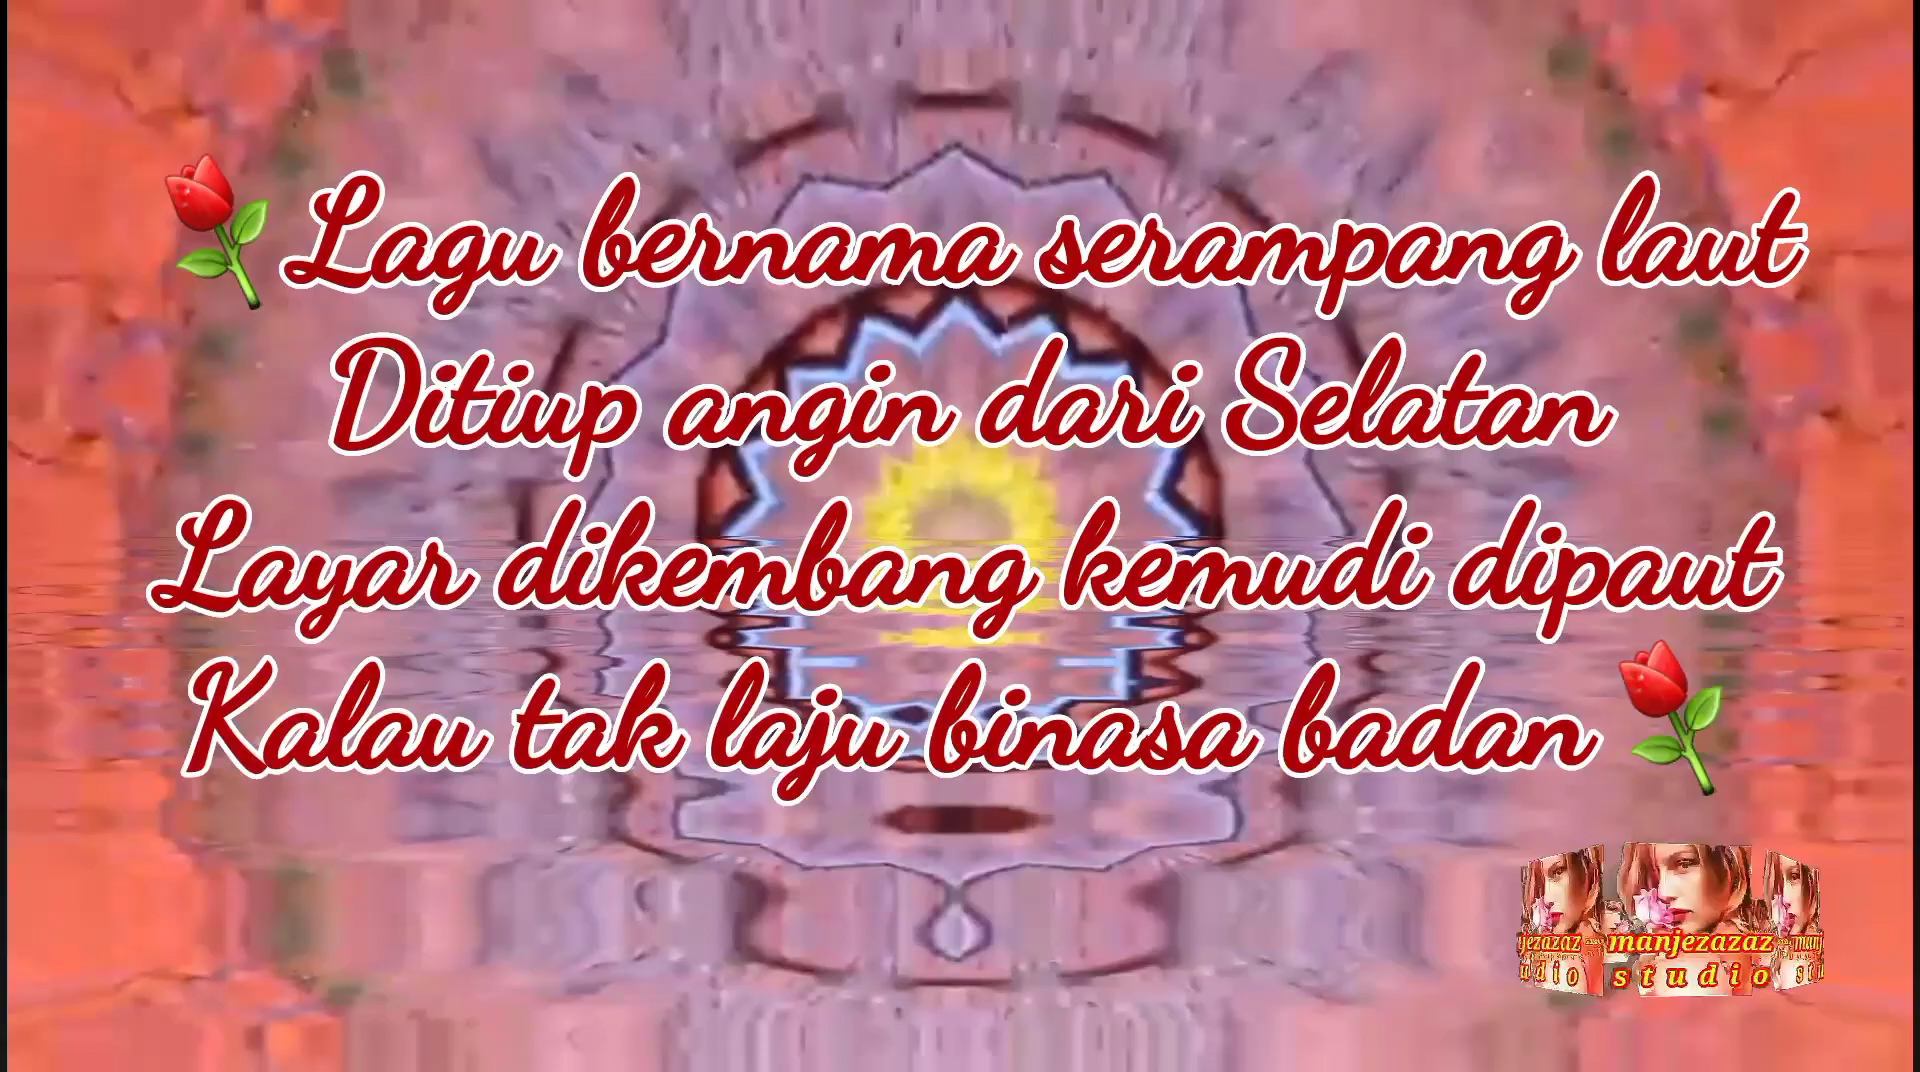 🌹Lagu bernama serampang laut
Ditiup angin dari Selatan
Layar dikembang kemudi dipaut
Kalau tak laju binasa badan🌹
manjezazaz
studio